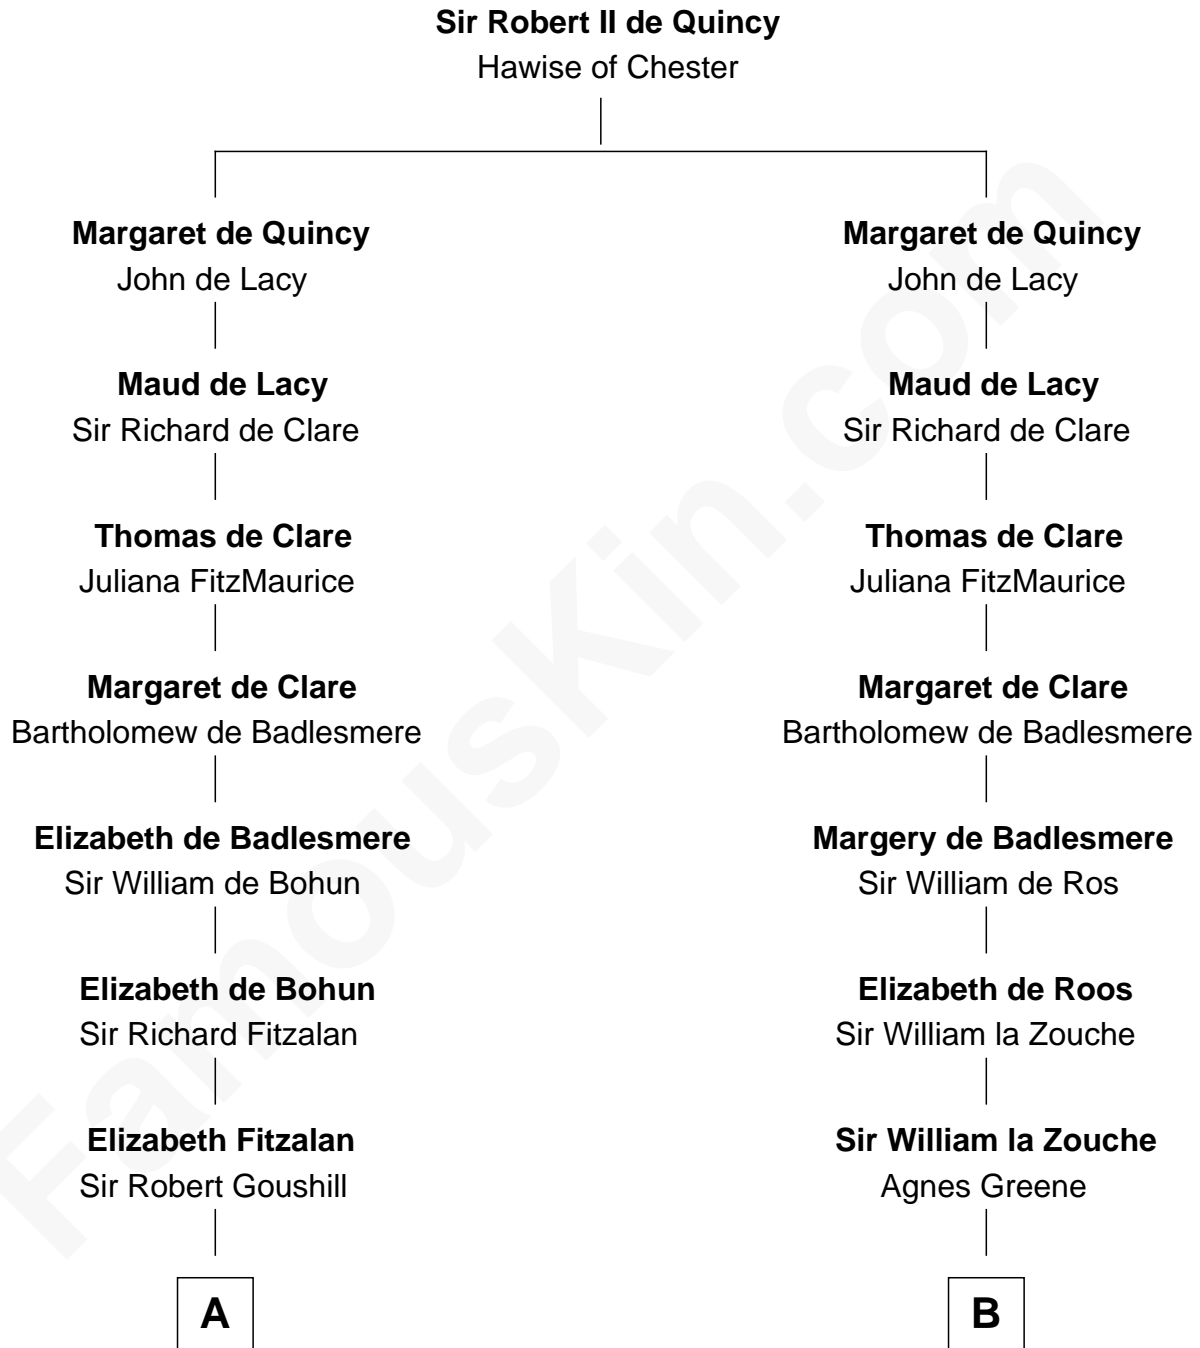 Sir Robert II de Quincy
Hawise of Chester
Margaret de Quincy
John de Lacy
Maud de Lacy
Sir Richard de Clare
Thomas de Clare
Juliana FitzMaurice
Margaret de Clare
Bartholomew de Badlesmere
Elizabeth de Badlesmere
Sir William de Bohun
Elizabeth de Bohun
Sir Richard Fitzalan
Elizabeth Fitzalan
Sir Robert Goushill
A
Margaret de Quincy
John de Lacy
Maud de Lacy
Sir Richard de Clare
Thomas de Clare
Juliana FitzMaurice
Margaret de Clare
Bartholomew de Badlesmere
Margery de Badlesmere
Sir William de Ros
Elizabeth de Roos
Sir William la Zouche
Sir William la Zouche
Agnes Greene
B
FamousKin.com